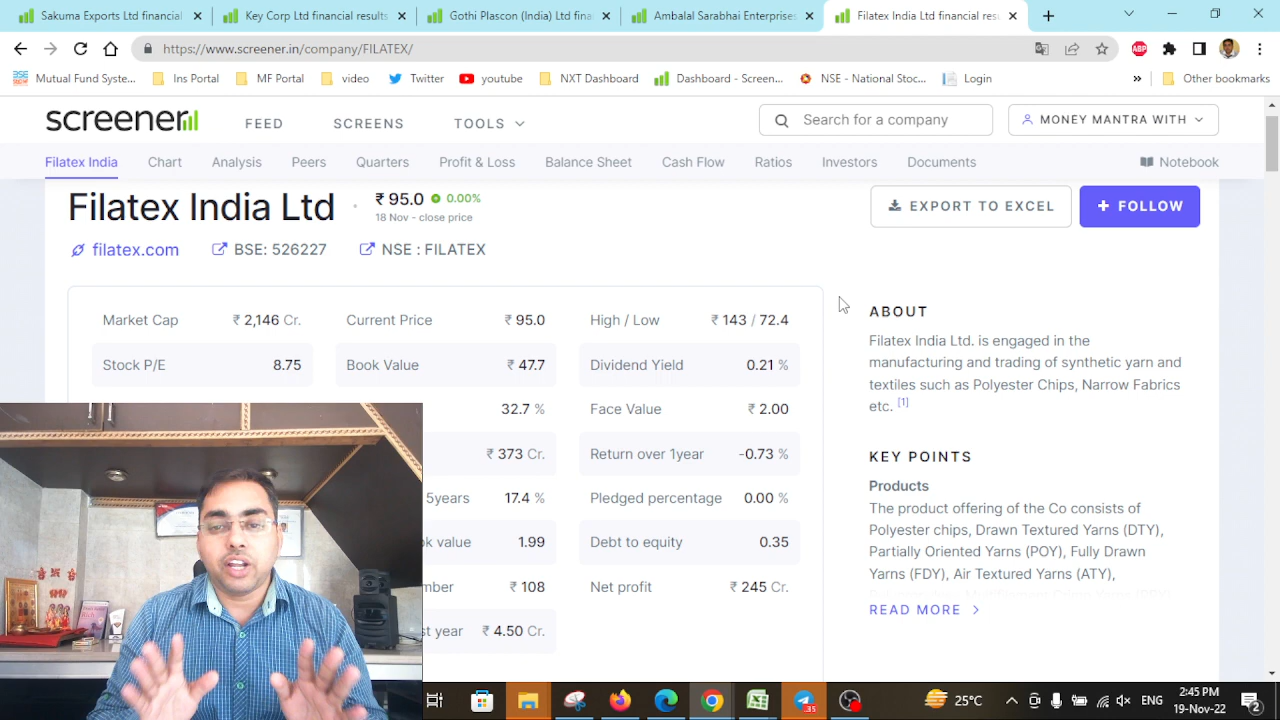 Sakuma Exports Ltd financial re
Key Corp Ltd financial results
Gothi Plascon (India) Ltd fina
Ambalal Sarabhai Enterprises
Filatex India Ltd financial res
https://www.screener.in/company/FILATEX/
Mutual Fund Syste...
Ins Portal
MF Portal
video
Twitter
youtube
NXT Dashboard
Dashboard - Screen...
NSE - National Stoc...
Login
»
Other bookmarks
screener
FEED
SCREENS
TOOLS
Search for a company
MONEY MANTRA WITH
Filatex India
Chart
Analysis
Peers
Quarters
Profit & Loss
Balance Sheet
Cash Flow
Ratios
Investors
Documents
Notebook
Filatex India Ltd
₹ 95.0 0.00%
18 Nov - close price
EXPORT TO EXCEL
+ FOLLOW
filatex.com
BSE: 526227
NSE : FILATEX
Market Cap ₹ 2,146 Cr.
Current Price ₹ 95.0
High / Low ₹ 143 / 72.4
Stock P/E 8.75
Book Value ₹ 47.7
Dividend Yield 0.21 %
32.7 %
Face Value ₹ 2.00
₹ 373 Cr.
Return over 1year -0.73 %
5years 17.4 %
Pledged percentage 0.00 %
k value 1.99
Debt to equity 0.35
mber ₹ 108
Net profit ₹ 245 Cr.
st year ₹ 4.50 Cr.
ABOUT
Filatex India Ltd. is engaged in the
manufacturing and trading of synthetic yarn and
textiles such as Polyester Chips, Narrow Fabrics
etc. [1]
KEY POINTS
Products
The product offering of the Co consists of
Polyester chips, Drawn Textured Yarns (DTY),
Partially Oriented Yarns (POY), Fully Drawn
Yarns (FDY), Air Textured Yarns (ATY),
READ MORE
35
25°C
ENG
2:45 PM
19-Nov-22
2